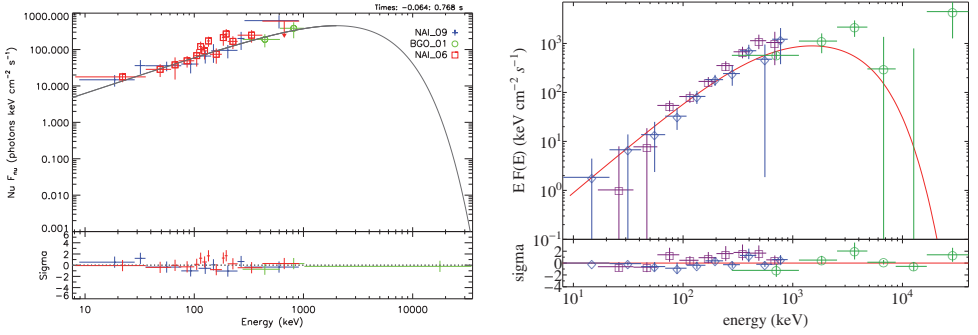 Times: -0.064: 0.768 s
NAI_09
BGO_01
NAI_06
Nu Fnu (photons keV cm-2 s-1)
1000.000
100.000
10.000
1.000
0.100
0.010
0.001
Sigma
6
4
2
0
-2
-4
-6
10 100 1000 10000
Energy (keV)
E F(E) (keV cm−2 s−1)
10^3
10^2
10^1
10^0
10^−1
sigma
2
0
−2
−4
10^1 10^2 10^3 10^4
energy (keV)